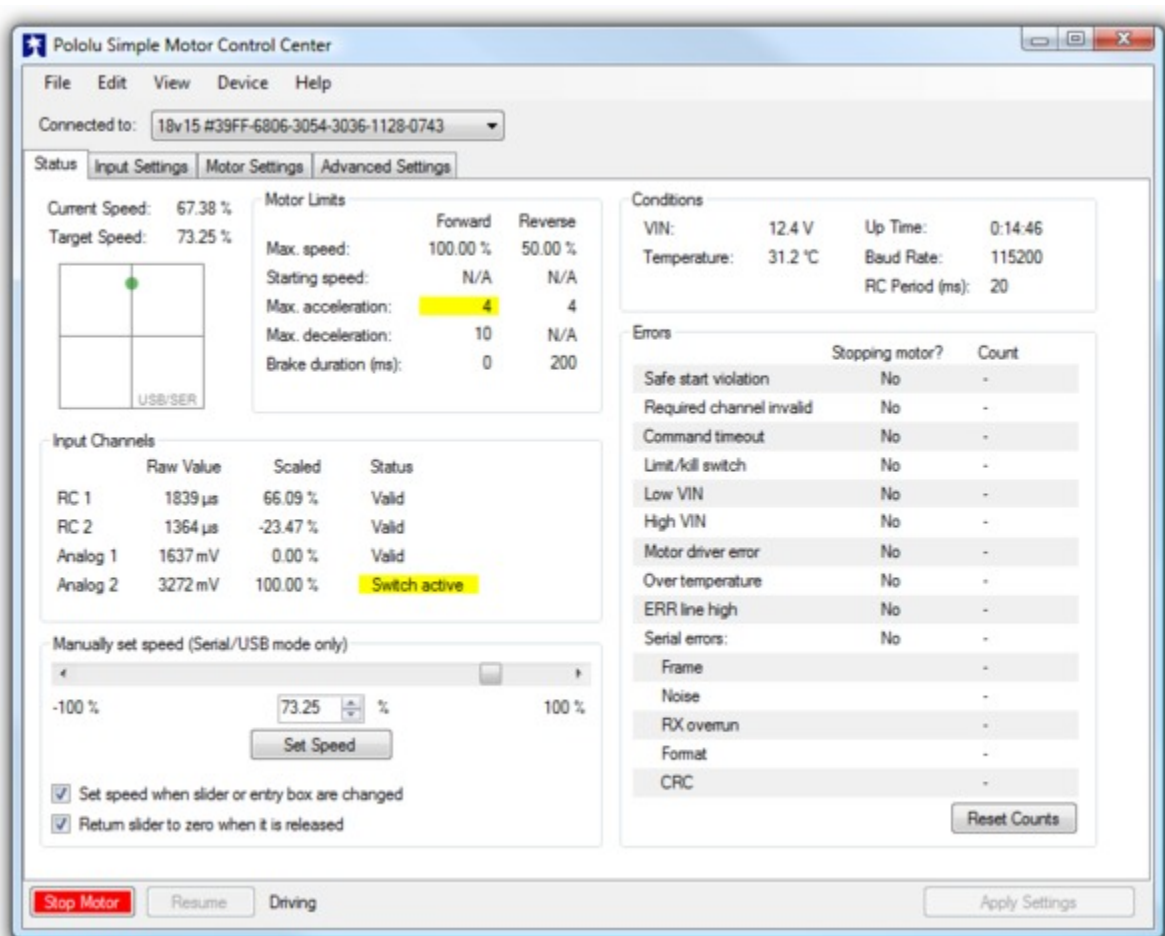 Pololu Simple Motor Control Center
File Edit View Device Help
Connected to: 18v15 #39FF-6806-3054-3036-1128-0743
Status Input Settings Motor Settings Advanced Settings
Current Speed: 67.38 %
Target Speed: 73.25 %
USB/SER
Motor Limits
Forward Reverse
Max. speed: 100.00 % 50.00 %
Starting speed: N/A N/A
Max. acceleration: 4 4
Max. deceleration: 10 N/A
Brake duration (ms): 0 200
Input Channels
Raw Value Scaled Status
RC 1 1839 µs 66.09 % Valid
RC 2 1364 µs -23.47 % Valid
Analog 1 1637 mV 0.00 % Valid
Analog 2 3272 mV 100.00 % Switch active
Manually set speed (Serial/USB mode only)
-100 % 73.25 % 100 %
Set Speed
Set speed when slider or entry box are changed
Return slider to zero when it is released
Conditions
VIN: 12.4 V Up Time: 0:14:46
Temperature: 31.2 °C Baud Rate: 115200
RC Period (ms): 20
Errors
Stopping motor? Count
Safe start violation No -
Required channel invalid No -
Command timeout No -
Limit/kill switch No -
Low VIN No -
High VIN No -
Motor driver error No -
Over temperature No -
ERR line high No -
Serial errors: No -
Frame -
Noise -
RX overrun -
Format -
CRC -
Reset Counts
Stop Motor Resume Driving Apply Settings